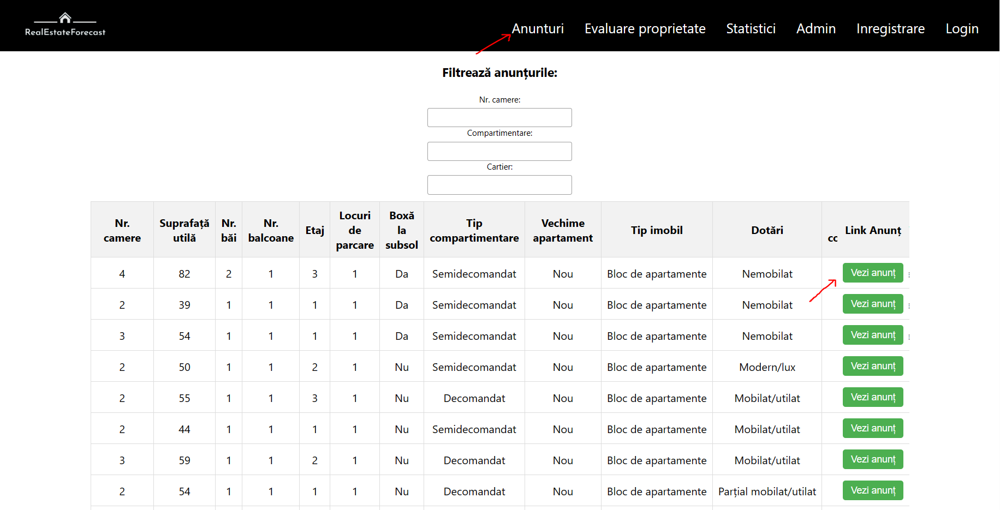 RealEstateForecast
Anunturi Evaluare proprietate Statistici Admin Inregistrare Login
Filtrează anunțurile:
Nr. camere:
Compartimentare:
Cartier:
Nr. camere Suprafață utilă Nr. băi Nr. balcoane Etaj Locuri de parcare Boxă la subsol Tip compartimentare Vechime apartament Tip imobil Dotări Link Anunț
4 82 2 1 3 1 Da Semidecomandat Nou Bloc de apartamente Nemobilat Vezi anunț
2 39 1 1 1 1 Da Semidecomandat Nou Bloc de apartamente Nemobilat Vezi anunț
3 54 1 1 1 1 Da Semidecomandat Nou Bloc de apartamente Nemobilat Vezi anunț
2 50 1 1 2 1 Nu Semidecomandat Nou Bloc de apartamente Modern/lux Vezi anunț
2 55 1 1 3 1 Nu Decomandat Nou Bloc de apartamente Mobilat/utilat Vezi anunț
2 44 1 1 1 1 Nu Semidecomandat Nou Bloc de apartamente Mobilat/utilat Vezi anunț
3 59 1 1 2 1 Nu Decomandat Nou Bloc de apartamente Mobilat/utilat Vezi anunț
2 54 1 1 1 1 Nu Decomandat Nou Bloc de apartamente Parțial mobilat/utilat Vezi anunț